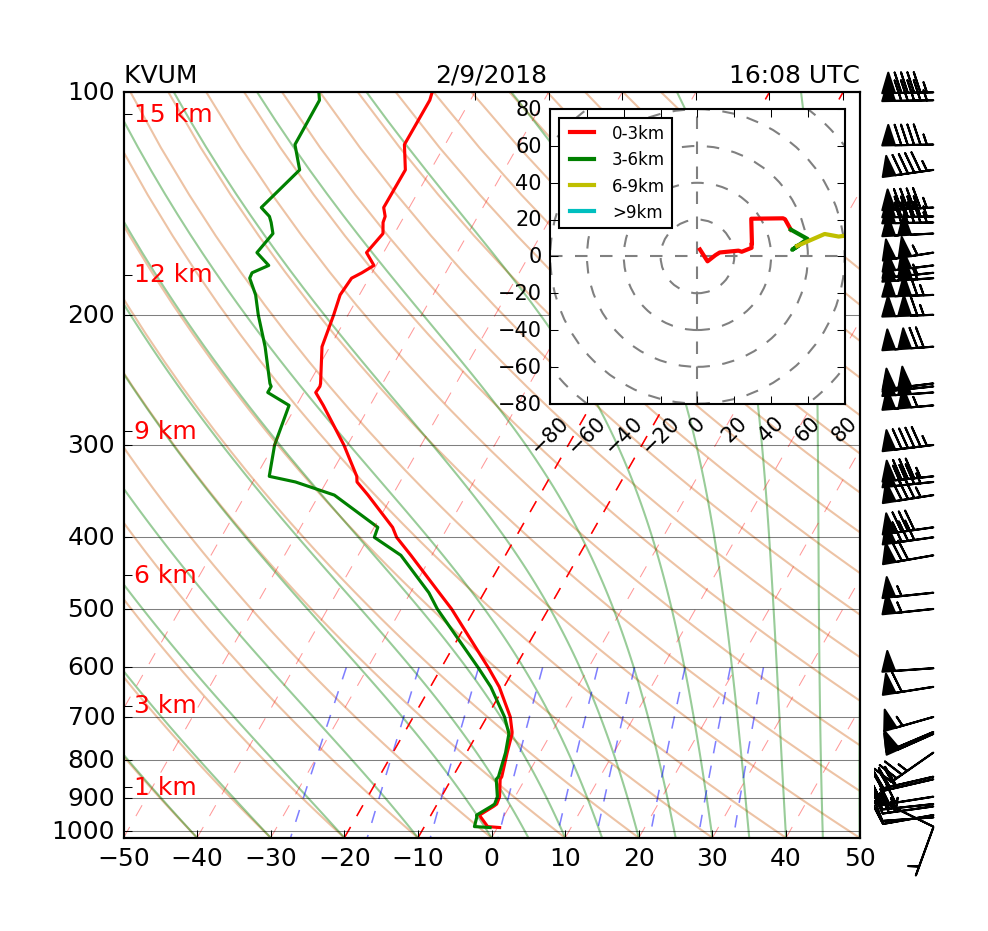 KVUM 2/9/2018 16:08 UTC
100
15 km
12 km
200
300
9 km
400
6 km
500
600
3 km
700
800
1 km
900
1000
−50 −40 −30 −20 −10 0 10 20 30 40 50
80
60
40
20
0
−20
−40
−60
−80
−80 −60 −40 −20 0 20 40 60 80
0-3km
3-6km
6-9km
>9km